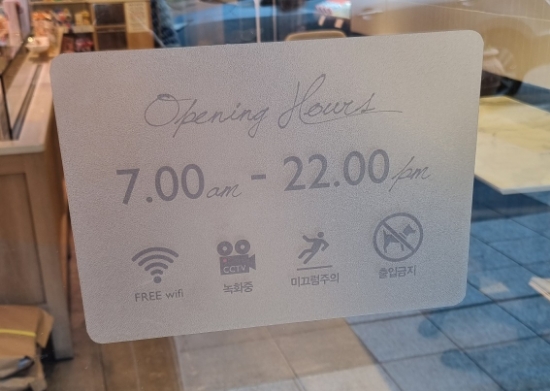 Opening Hours
7.00am - 22.00pm
CCTV
FREE wifi 녹화중 미끄럼주의 출입금지